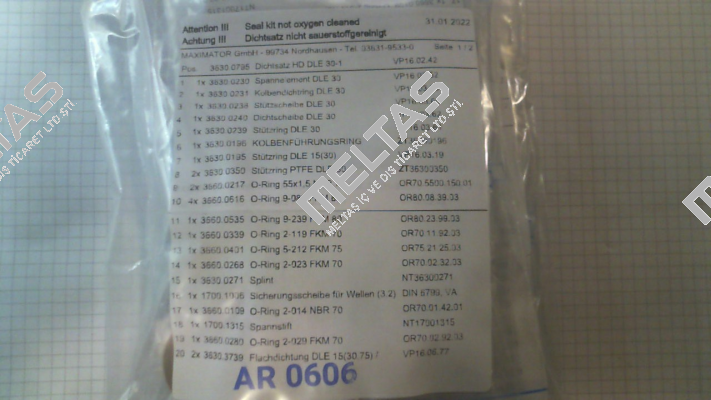 Attention !!! Seal kit not oxygen cleaned 31.01.2022
Achtung !!! Dichtsatz nicht sauerstoffgereinigt
MAXIMATOR GmbH - 99734 Nordhausen - Tel. 03631-9533-0 Seite 1 / 2
Pos 3630.0796 Dichtsatz HD DLE 30-1 VP16.02.42
1 1x 3630.0230 Spannelement DLE 30
2 1x 3630.0231 Kolbendichtring DLE 30
3 1x 3630.0238 Stützscheibe DLE 30
4 1x 3630.0240 Dichtscheibe DLE 30
5 1x 3630.0239 Stützring DLE 30
6 1x 3630.0196 KOLBENFÜHRUNGSRING
7 1x 3630.0185 Stützring DLE 15(30)
8 2x 3630.0350 Stützring PTFE DLE ZT36300350
9 2x 3660.0217 O-Ring 55x1,5 OR70.5500.150.01
10 4x 3660.0616 O-Ring OR80.08.39.03
11 1x 3660.0535 O-Ring 9-239 FKM OR80.23.99.03
12 1x 3660.0339 O-Ring 2-119 FKM 70 OR70.11.92.03
13 1x 3660.0401 O-Ring 5-212 FKM 75 OR75.21.25.03
14 1x 3660.0268 O-Ring 2-023 FKM 70 OR70.02.32.03
15 1x 3630.0271 Splint NT36300271
16 1x 1700.1906 Sicherungsscheibe für Wellen (3,2) DIN 6799, VA
17 1x 3660.0109 O-Ring 2-014 NBR 70 OR70.01.42.01
18 1x 1700.1315 Spannstift NT17001315
19 1x 3660.0280 O-Ring 2-029 FKM 70 OR70.02.92.03
20 2x 3630.3739 Flachdichtung DLE 15(30,75) / VP16.06.77
AR 0606
MELTAS
MELTAŞ İÇ VE DIŞ TİCARET LTD ŞTİ.